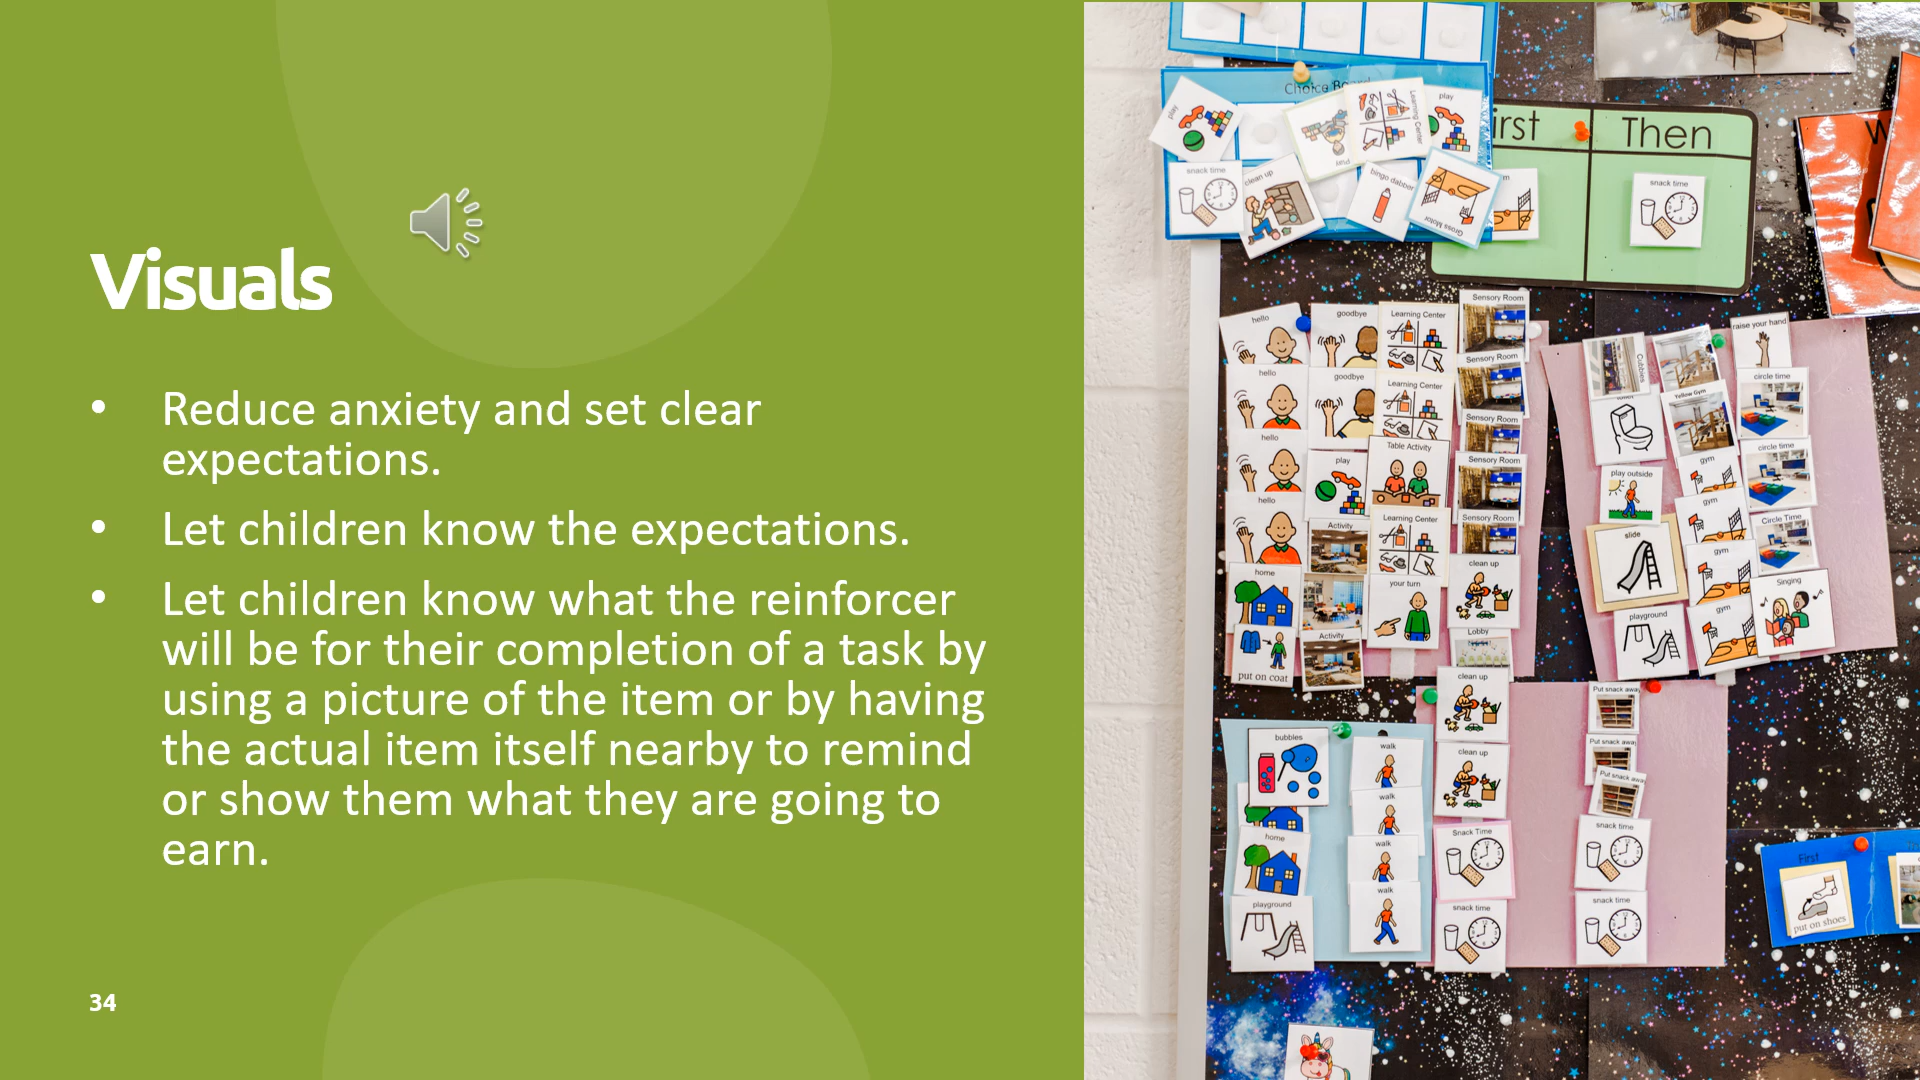 Visuals
• Reduce anxiety and set clear
expectations.
• Let children know the expectations.
• Let children know what the reinforcer
will be for their completion of a task by
using a picture of the item or by having
the actual item itself nearby to remind
or show them what they are going to
earn.
34
Choice
play
Learning Center
play
snack time
clean up
bingo dabber
Gross Motor
irst
Then
snack time
hello
goodbye
Learning Center
Sensory Room
Sensory Room
hello
goodbye
Learning Center
Sensory Room
hello
play
Table Activity
Sensory Room
hello
Activity
Learning Center
Sensory Room
home
your turn
clean up
Activity
Lobby
put on coat
clean up
Cubbies
raise your hand
Yellow Gym
circle time
play outside
gym
circle time
slide
gym
Circle Time
gym
Singing
playground
gym
bubbles
walk
clean up
Put snack away
walk
Put snack away
home
Put snack away
walk
Snack Time
snack time
walk
playground
snack time
snack time
First
put on shoes